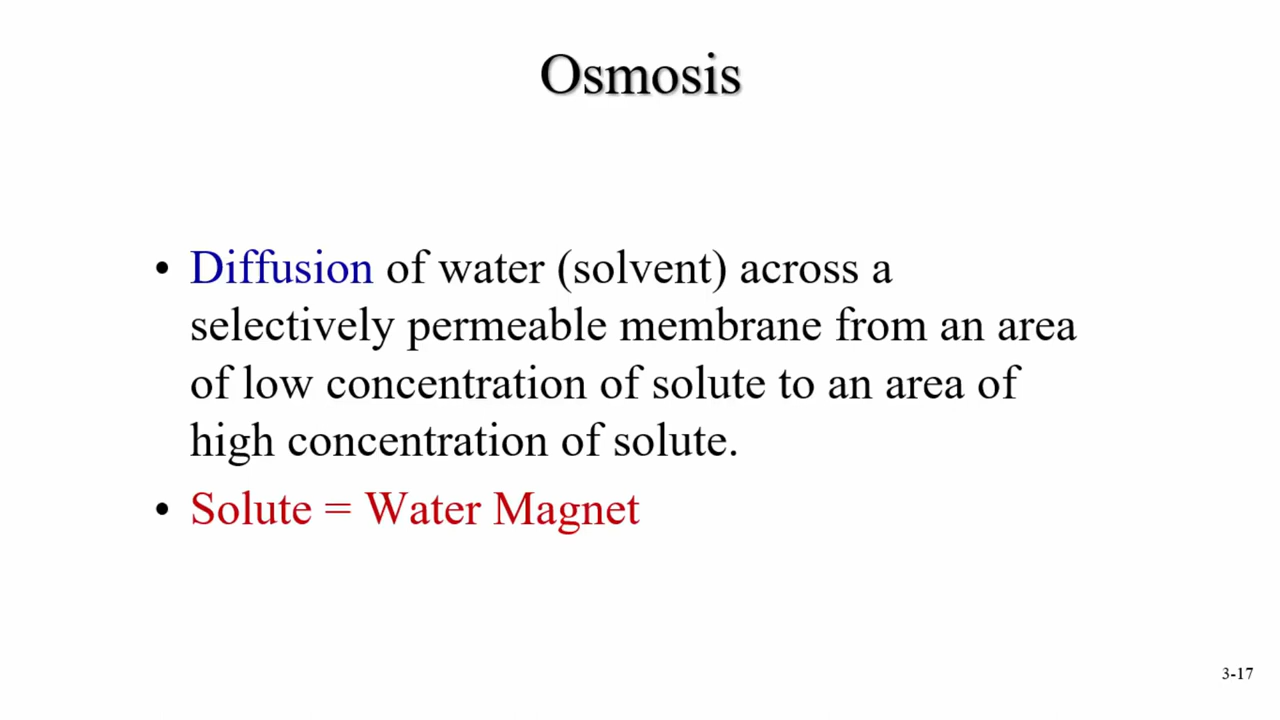 Osmosis
• Diffusion of water (solvent) across a
selectively permeable membrane from an area
of low concentration of solute to an area of
high concentration of solute.
• Solute = Water Magnet
3-17